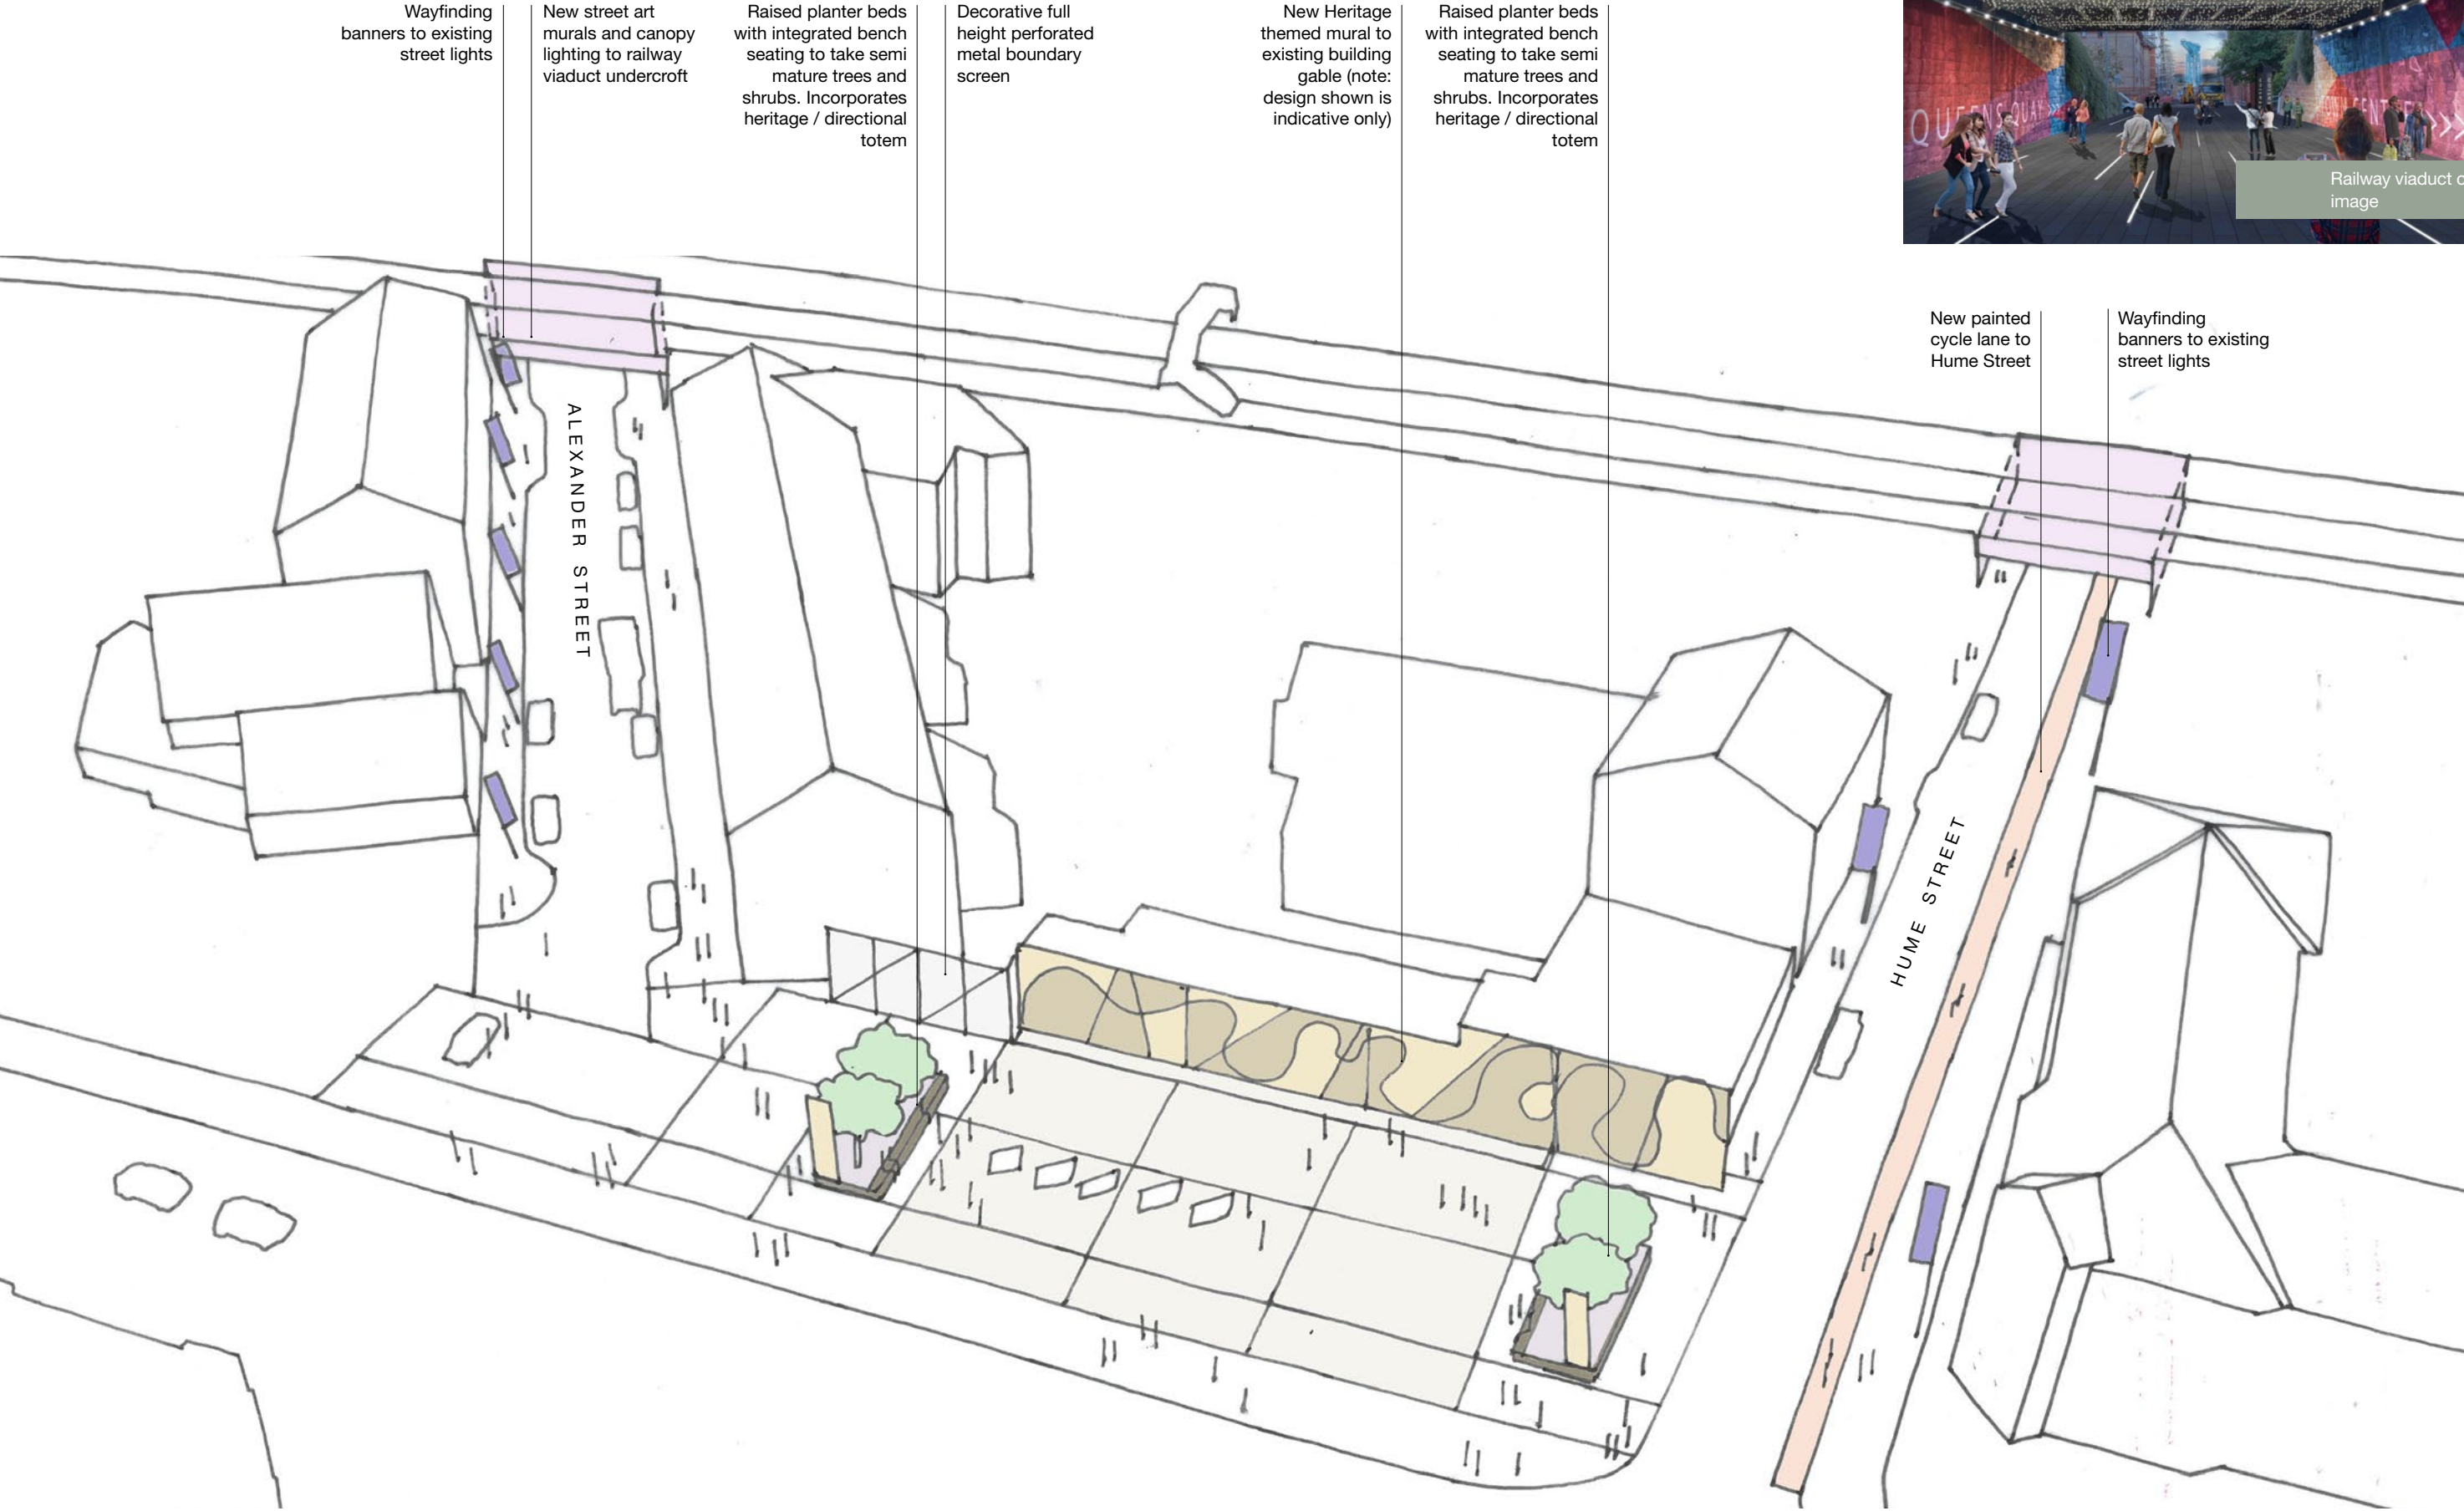 Wayfinding
banners to existing
street lights
New street art
murals and canopy
lighting to railway
viaduct undercroft
Raised planter beds
with integrated bench
seating to take semi
mature trees and
shrubs. Incorporates
heritage / directional
totem
Decorative full
height perforated
metal boundary
screen
New Heritage
themed mural to
existing building
gable (note:
design shown is
indicative only)
Raised planter beds
with integrated bench
seating to take semi
mature trees and
shrubs. Incorporates
heritage / directional
totem
QUEENS QUAY
Railway viaduct
image
New painted
cycle lane to
Hume Street
Wayfinding
banners to existing
street lights
ALEXANDER STREET
HUME STREET